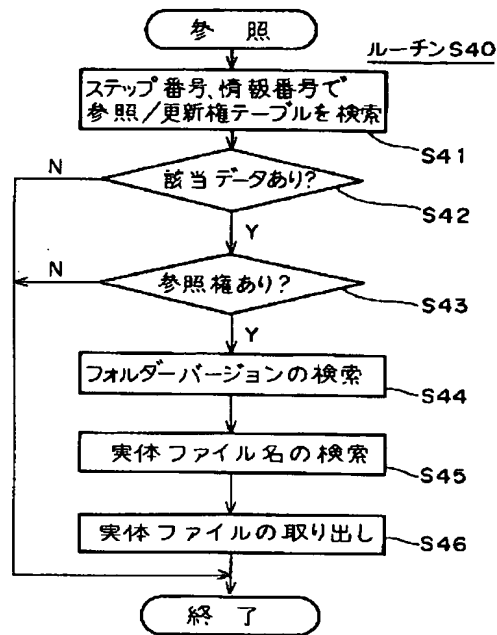 参照
ルーチンS40
ステップ番号、情報番号で
参照/更新権テーブルを検索
S41
N
該当データあり?
S42
Y
N
参照権あり?
S43
Y
フォルダーバージョンの検索
S44
実体ファイル名の検索
S45
実体ファイルの取り出し
S46
終了